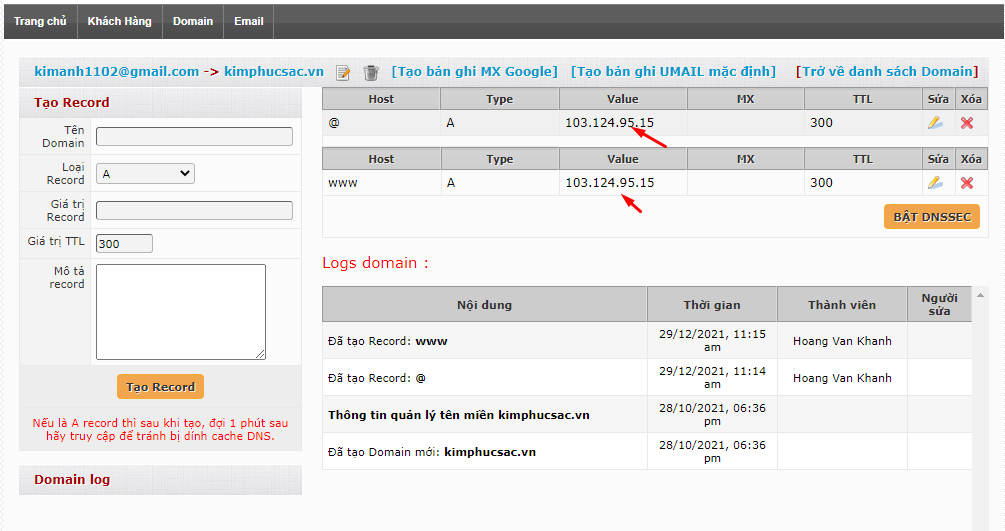 Trang chủ Khách Hàng Domain Email
kimanh1102@gmail.com -> kimphucsac.vn [Tạo bản ghi MX Google] [Tạo bản ghi UMAIL mặc định] [Trở về danh sách Domain]
Tạo Record
Tên
Domain
Loại
Record
A
Giá trị
Record
Giá trị TTL
300
Mô tả
record
Tạo Record
Nếu là A record thì sau khi tạo, đợi 1 phút sau
hãy truy cập để tránh bị dính cache DNS.
Domain log
Host Type Value MX TTL Sửa Xóa
@ A 103.124.95.15 300
Host Type Value MX TTL Sửa Xóa
www A 103.124.95.15 300
BẬT DNSSEC
Logs domain :
Nội dung Thời gian Thành viên Người
sửa
Đã tạo Record: www 29/12/2021, 11:15
am Hoang Van Khanh
Đã tạo Record: @ 29/12/2021, 11:14
am Hoang Van Khanh
Thông tin quản lý tên miền kimphucsac.vn 28/10/2021, 06:36
pm
Đã tạo Domain mới: kimphucsac.vn 28/10/2021, 06:36
pm